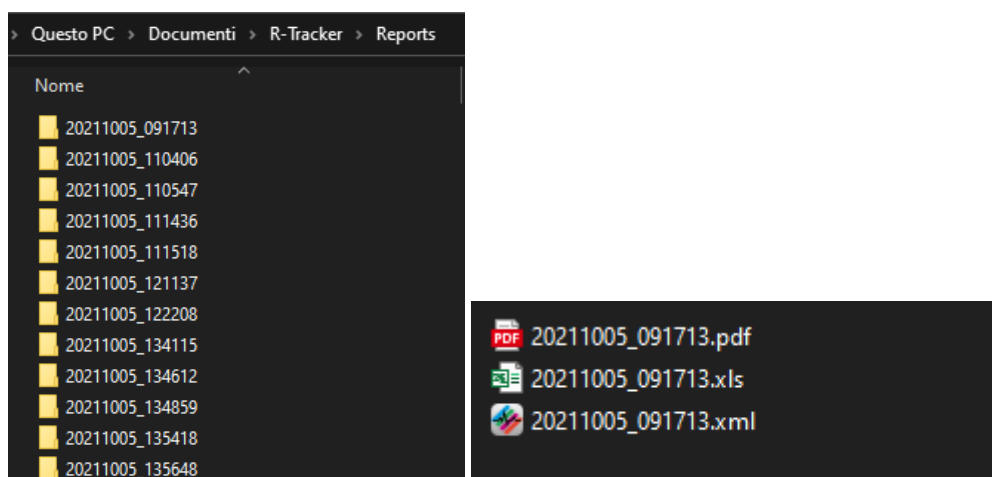 › Questo PC › Documenti › R-Tracker › Reports
Nome
20211005_091713
20211005_110406
20211005_110547
20211005_111436
20211005_111518
20211005_121137
20211005_122208
20211005_134115
20211005_134612
20211005_134859
20211005_135418
20211005_135648
PDF 20211005_091713.pdf
20211005_091713.xls
20211005_091713.xml